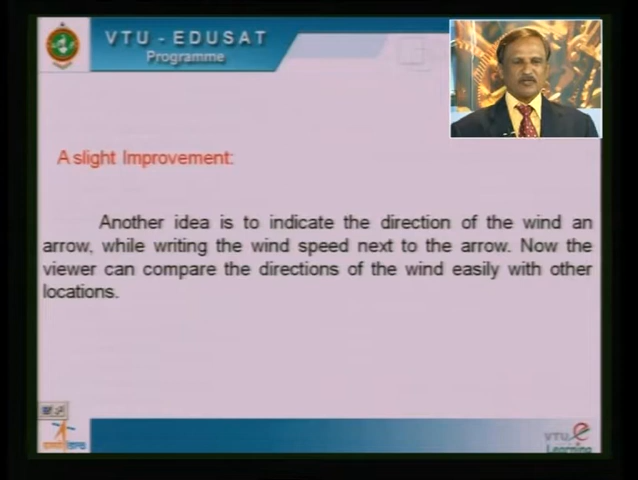 VTU - EDUSAT
Programme
A slight Improvement:
Another idea is to indicate the direction of the wind an
arrow, while writing the wind speed next to the arrow. Now the
viewer can compare the directions of the wind easily with other
locations.
VTU e
Learning